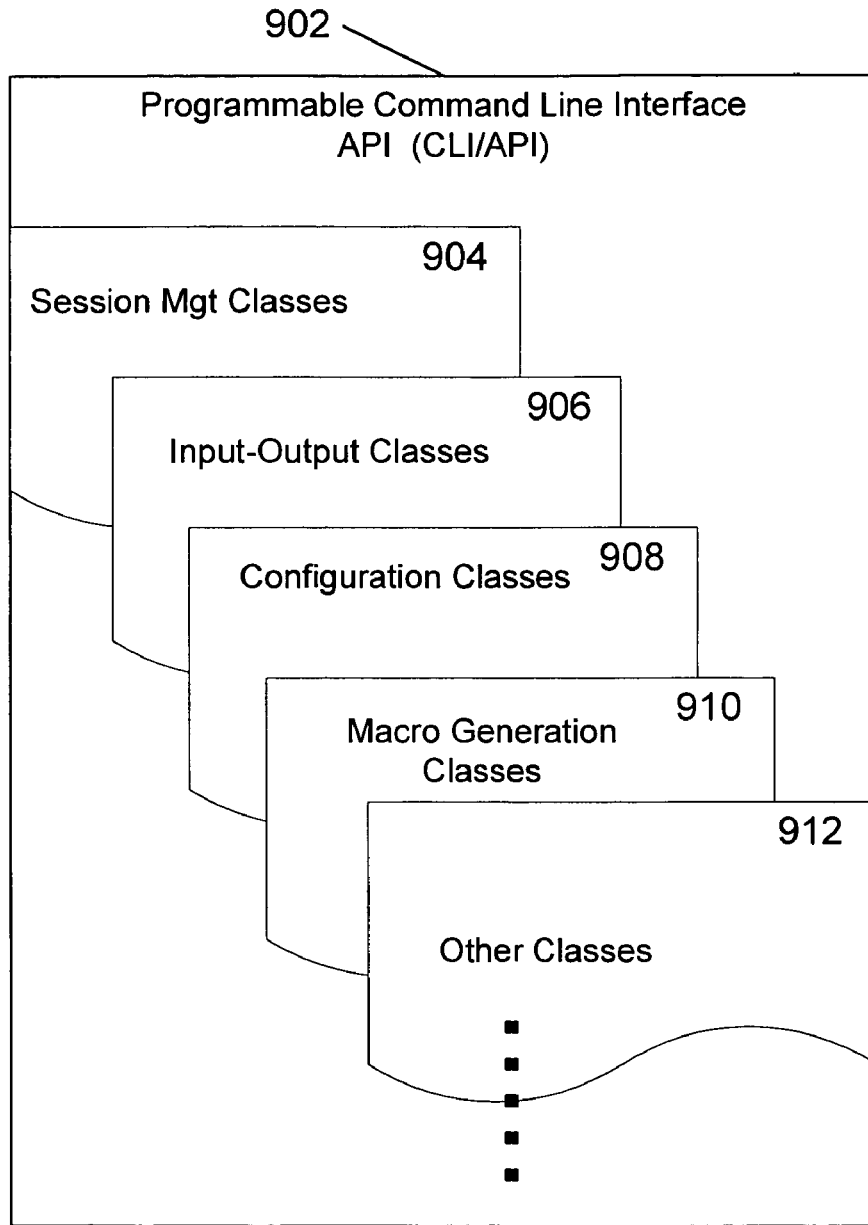 902
Programmable Command Line Interface
API (CLI/API)
904
Session Mgt Classes
906
Input-Output Classes
908
Configuration Classes
910
Macro Generation
Classes
912
Other Classes